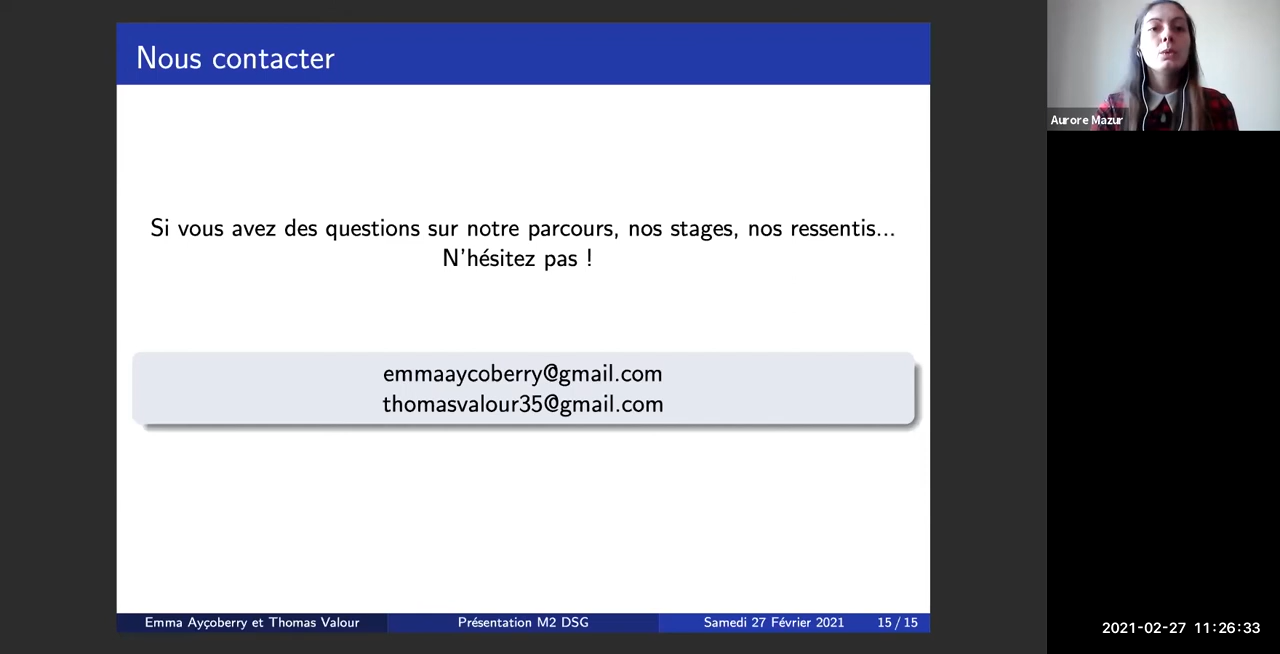 Nous contacter
Aurore Mazur
Si vous avez des questions sur notre parcours, nos stages, nos ressentis...
N'hésitez pas !
emmaaycoberry@gmail.com
thomasvalour35@gmail.com
Emma Ayçoberry et Thomas Valour
Présentation M2 DSG
Samedi 27 Février 2021
15 / 15
2021-02-27 11:26:33